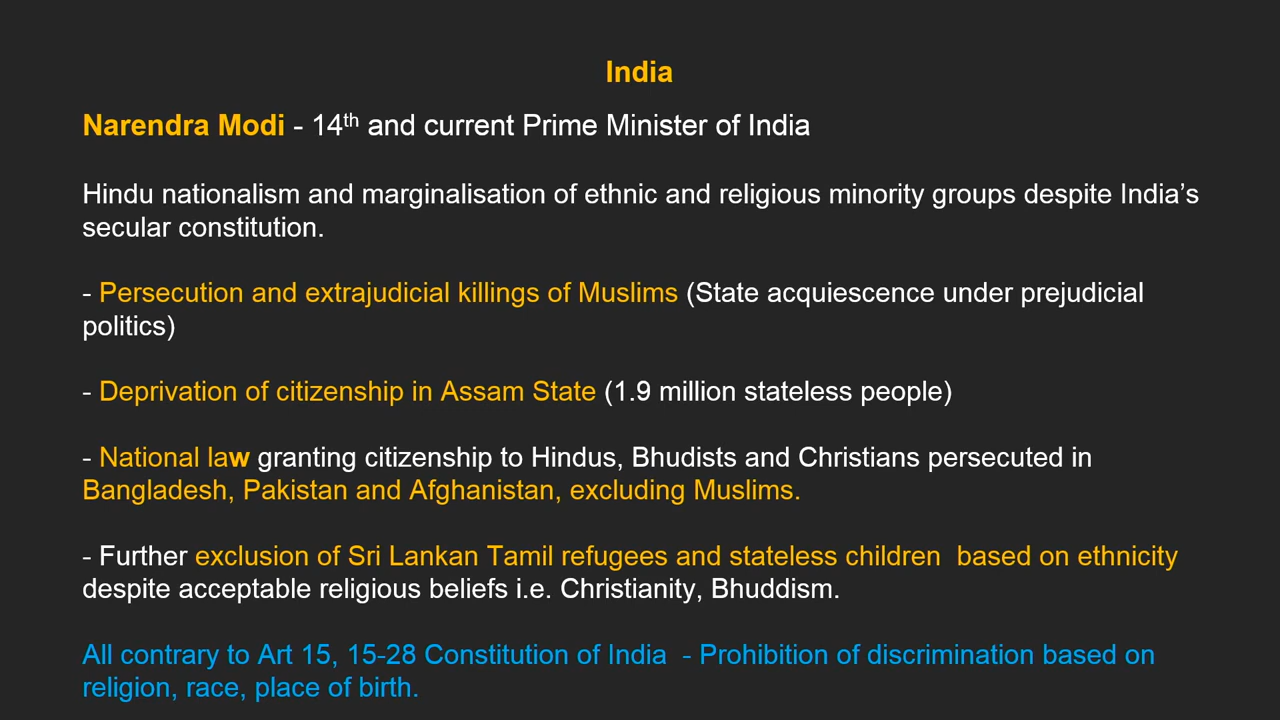 India
Narendra Modi - 14th and current Prime Minister of India
Hindu nationalism and marginalisation of ethnic and religious minority groups despite India’s
secular constitution.
- Persecution and extrajudicial killings of Muslims (State acquiescence under prejudicial
politics)
- Deprivation of citizenship in Assam State (1.9 million stateless people)
- National law granting citizenship to Hindus, Bhudists and Christians persecuted in
Bangladesh, Pakistan and Afghanistan, excluding Muslims.
- Further exclusion of Sri Lankan Tamil refugees and stateless children  based on ethnicity
despite acceptable religious beliefs i.e. Christianity, Bhuddism.
All contrary to Art 15, 15-28 Constitution of India  - Prohibition of discrimination based on
religion, race, place of birth.